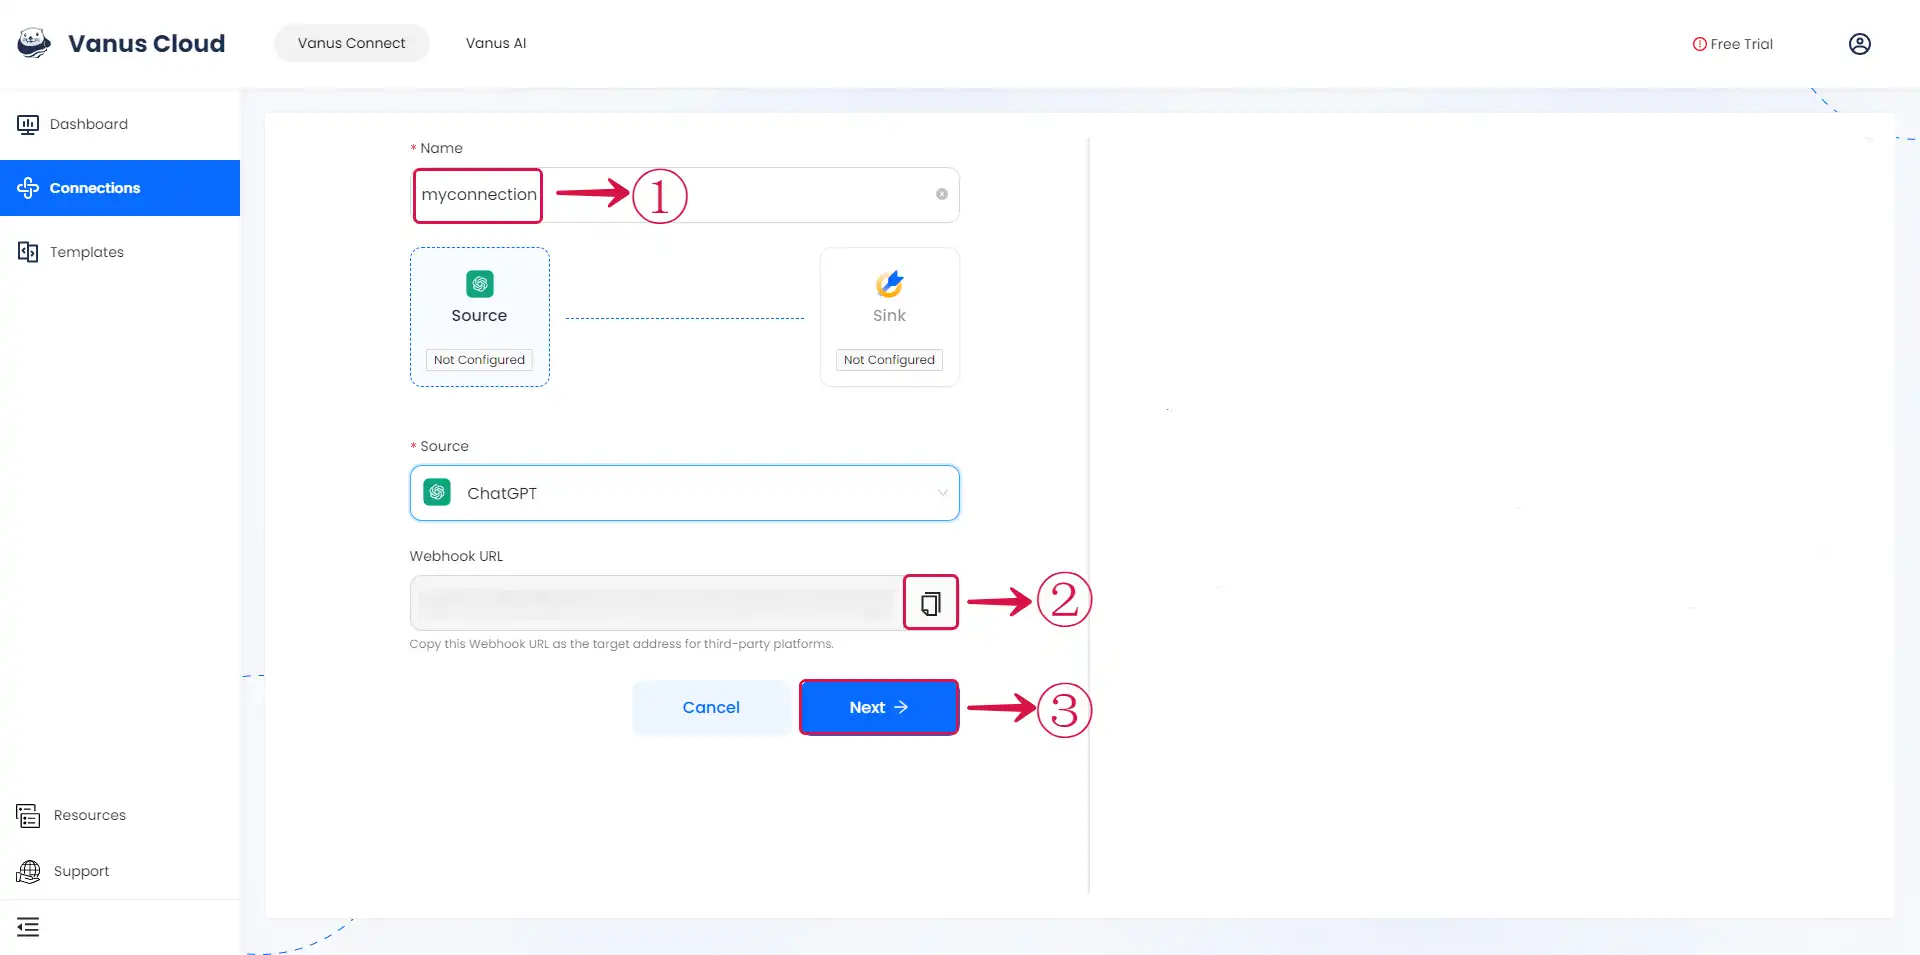 Vanus Cloud
Vanus Connect
Vanus AI
Free Trial
Dashboard
Connections
Templates
Resources
Support
* Name
myconnection
①
Source
Not Configured
Sink
Not Configured
* Source
ChatGPT
Webhook URL
②
Copy this Webhook URL as the target address for third-party platforms.
Cancel
Next →
③